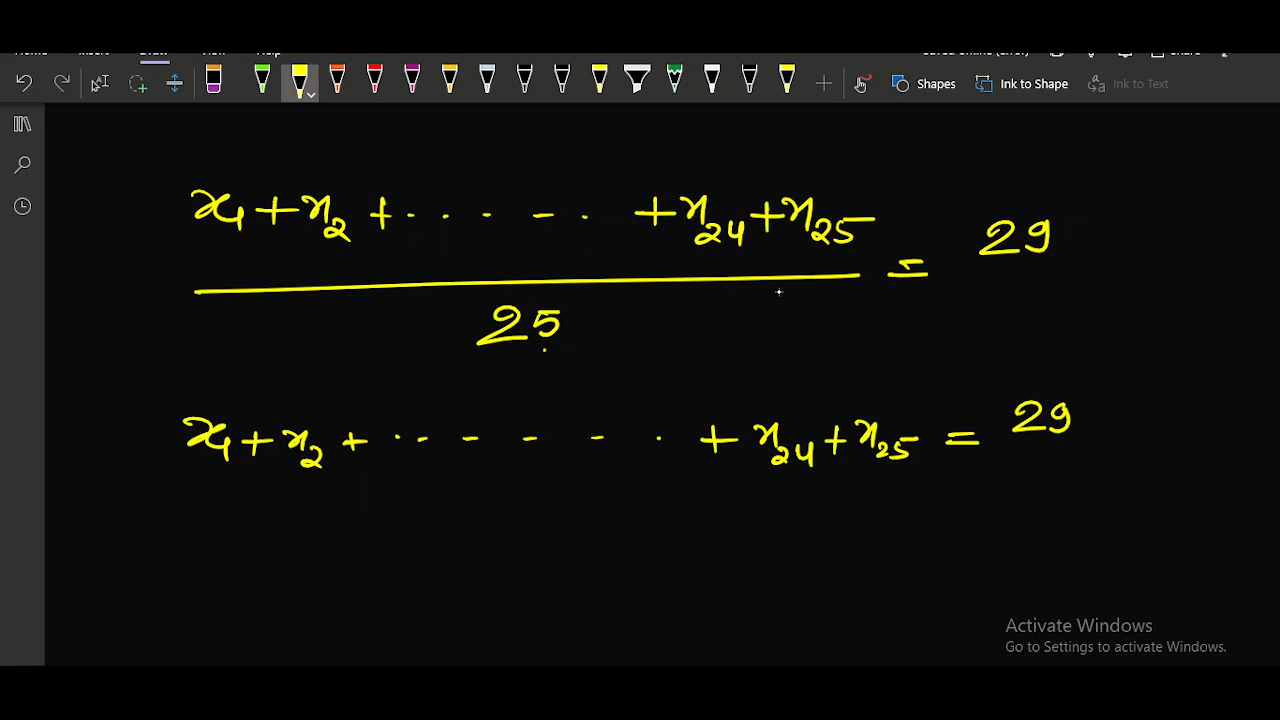 Shapes Ink to Shape Ink to Text
x₁ + x₂ + ..... + x₂₄ + x₂₅
= 29
25
x₁ + x₂ + ...... + x₂₄ + x₂₅ = 29
Activate Windows
Go to Settings to activate Windows.